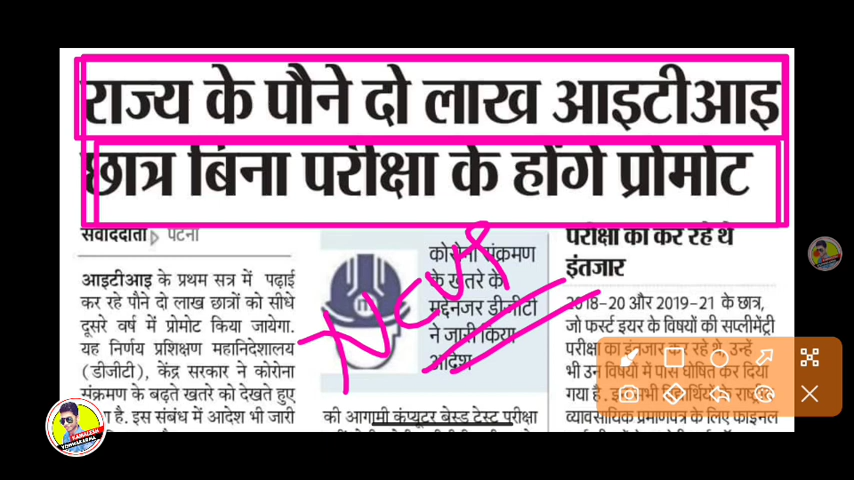 राज्य के पौने दो लाख आइटीआइ
छात्र बिना परीक्षा के होंगे प्रोमोट
संवाददाता पटना
आइटीआइ के प्रथम सत्र में पढ़ाई
कर रहे पौने दो लाख छात्रों को सीधे
दूसरे वर्ष में प्रोमोट किया जायेगा.
यह निर्णय प्रशिक्षण महानिदेशालय
(डीजीटी), केंद्र सरकार ने कोरोना
संक्रमण के बढ़ते खतरे को देखते हुए
है. इस संबंध में आदेश भी जारी
कोरोना संक्रमण
के खतरे के
मद्देनजर डीजीटी
ने जारी किया
आदेश
की आगामी कंप्यूटर बेस्ड टेस्ट परीक्षा
परीक्षा का कर रहे थे
इंतजार
2018-20 और 2019-21 के छात्र,
जो फर्स्ट इयर के विषयों की सप्लीमेंट्री
परीक्षा का इंतजार कर रहे थे, उन्हें
भी उन विषयों में पास घोषित कर दिया
गया है. सभी के
व्यावसायिक प्रमाणपत्र के लिए फाइनल
News
KAMALESH
VISHWAKARMA